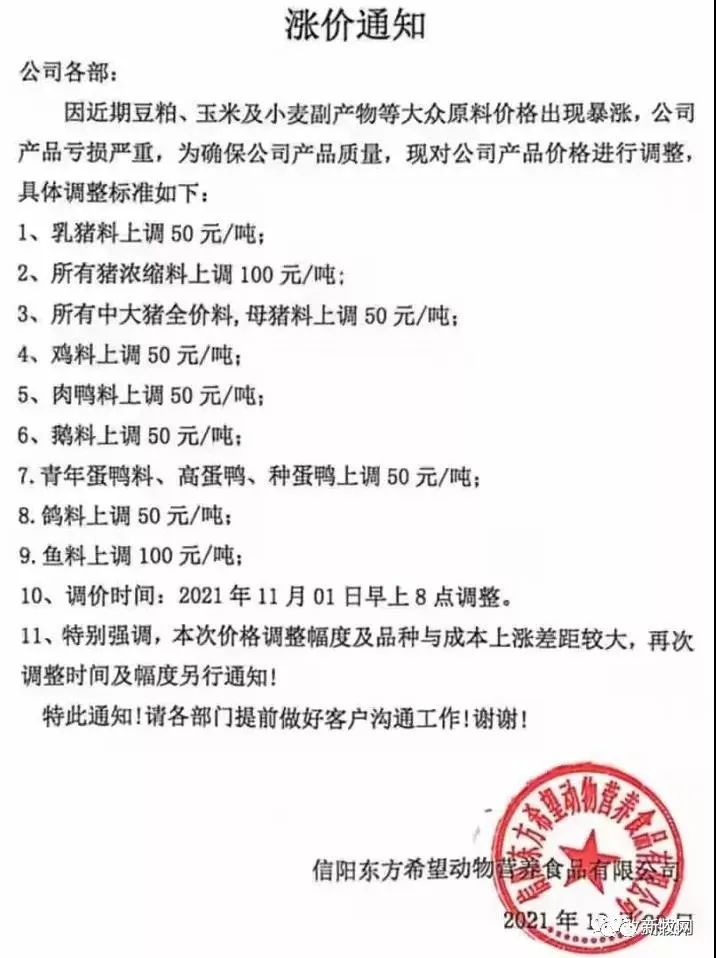 涨价通知
公司各部：
因近期豆粕、玉米及小麦副产物等大众原料价格出现暴涨，公司
产品亏损严重，为确保公司产品质量，现对公司产品价格进行调整，
具体调整标准如下：
1、乳猪料上调 50 元/吨；
2、所有猪浓缩料上调 100 元/吨；
3、所有中大猪全价料,母猪料上调 50 元/吨；
4、鸡料上调 50 元/吨；
5、肉鸭料上调 50 元/吨；
6、鹅料上调 50 元/吨；
7.青年蛋鸭料、高蛋鸭、种蛋鸭上调 50 元/吨；
8.鸽料上调 50 元/吨；
9.鱼料上调 100 元/吨；
10、调价时间：2021 年 11 月 01 日早上 8 点调整。
11、特别强调，本次价格调整幅度及品种与成本上涨差距较大，再次
调整时间及幅度另行通知!
特此通知!请各部门提前做好客户沟通工作!谢谢!
信阳东方希望动物营养食品有限公司
信阳东方希望动物营养食品有限公司
2021 年
新牧网